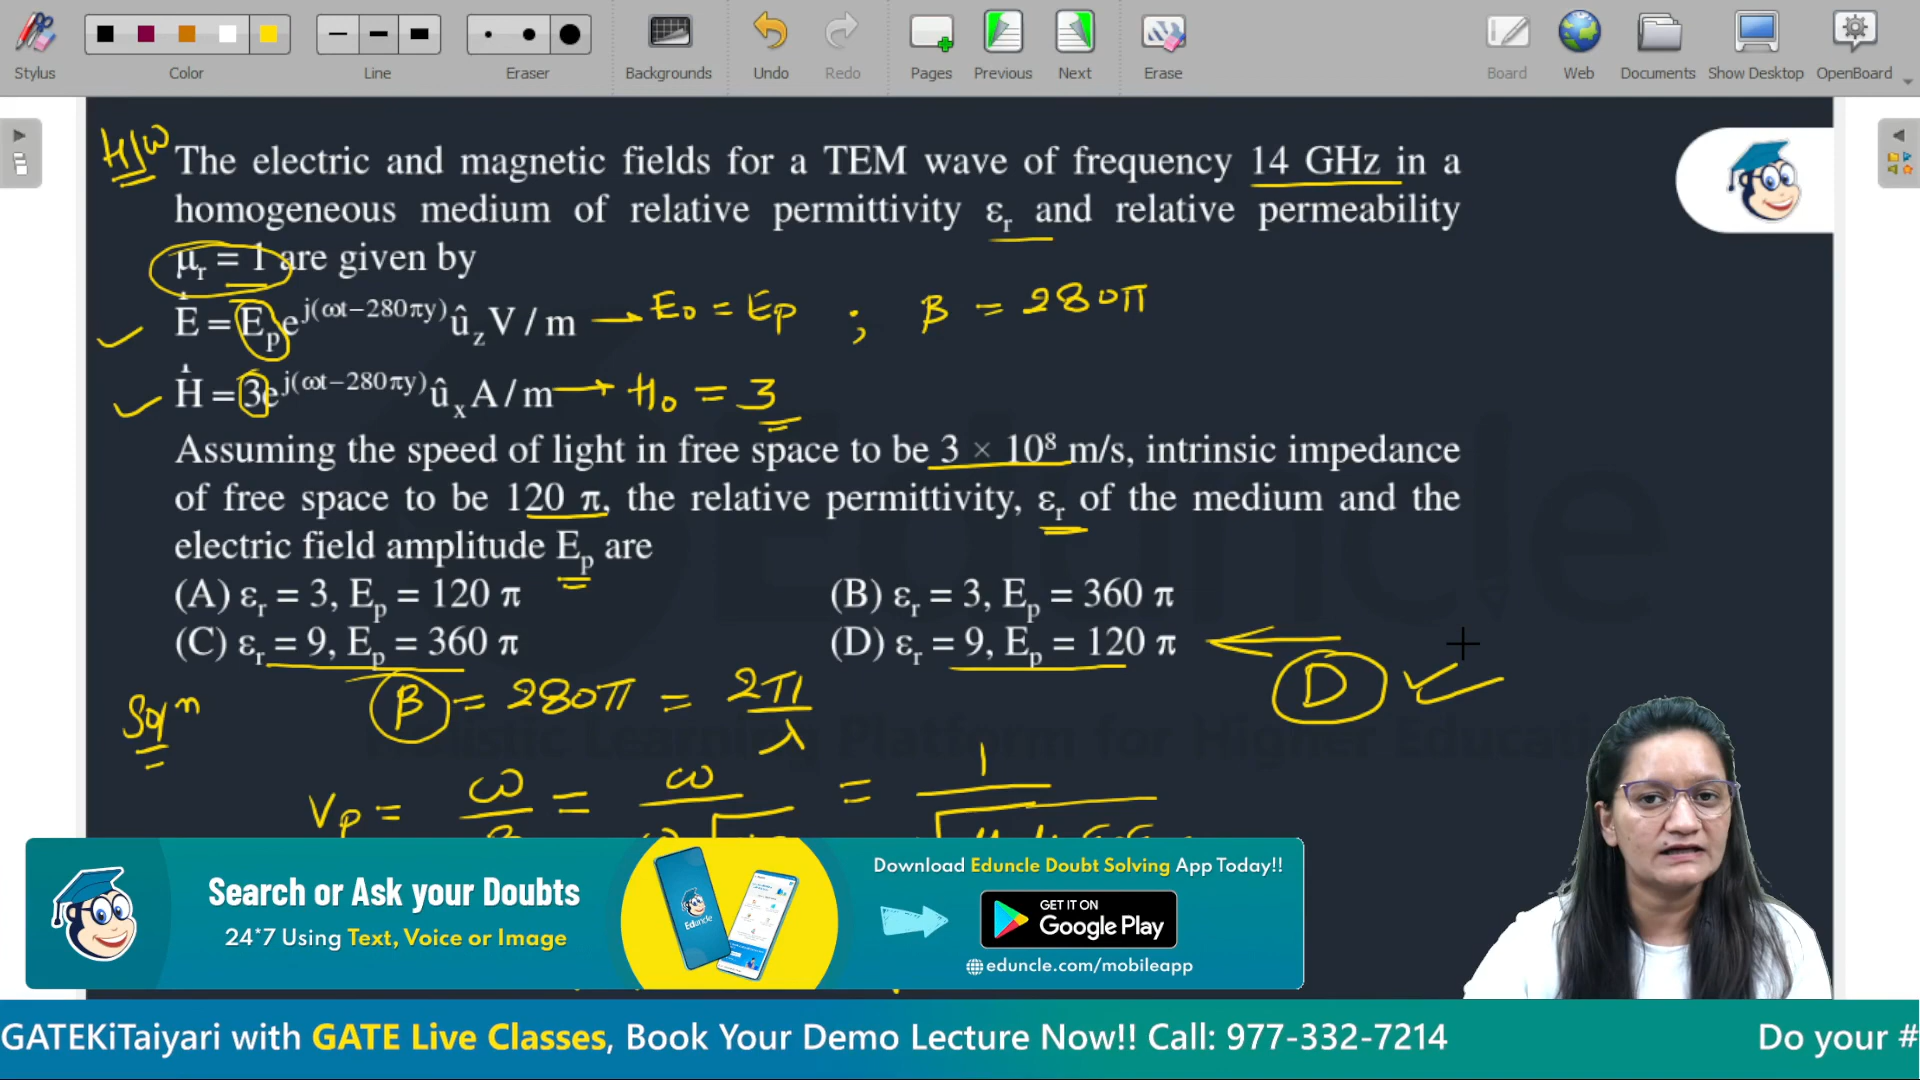 Stylus
Color
Line
Eraser
Backgrounds
Undo
Redo
Pages
Previous
Next
Erase
Board
Web
Documents
Show Desktop
OpenBoard
H/W
The electric and magnetic fields for a TEM wave of frequency 14 GHz in a
homogeneous medium of relative permittivity εr and relative permeability
μr = 1 are given by
E = Ep e^j(ωt−280πy) ûz V / m → E0 = Ep ; β = 280π
H = 3e^j(ωt−280πy) ûx A / m → H0 = 3
Assuming the speed of light in free space to be 3 × 10⁸ m/s, intrinsic impedance
of free space to be 120 π, the relative permittivity, εr of the medium and the
electric field amplitude Ep are
(A) εr = 3, Ep = 120 π (B) εr = 3, Ep = 360 π
(C) εr = 9, Ep = 360 π (D) εr = 9, Ep = 120 π
D
Solⁿ β = 280π = 2π/λ
Vp = ω = ω = 1
Search or Ask your Doubts
24*7 Using Text, Voice or Image
Eduncle
Download Eduncle Doubt Solving App Today!!
GET IT ON
Google Play
eduncle.com/mobileapp
GATEKiTaiyari with GATE Live Classes, Book Your Demo Lecture Now!! Call: 977-332-7214 Do your #